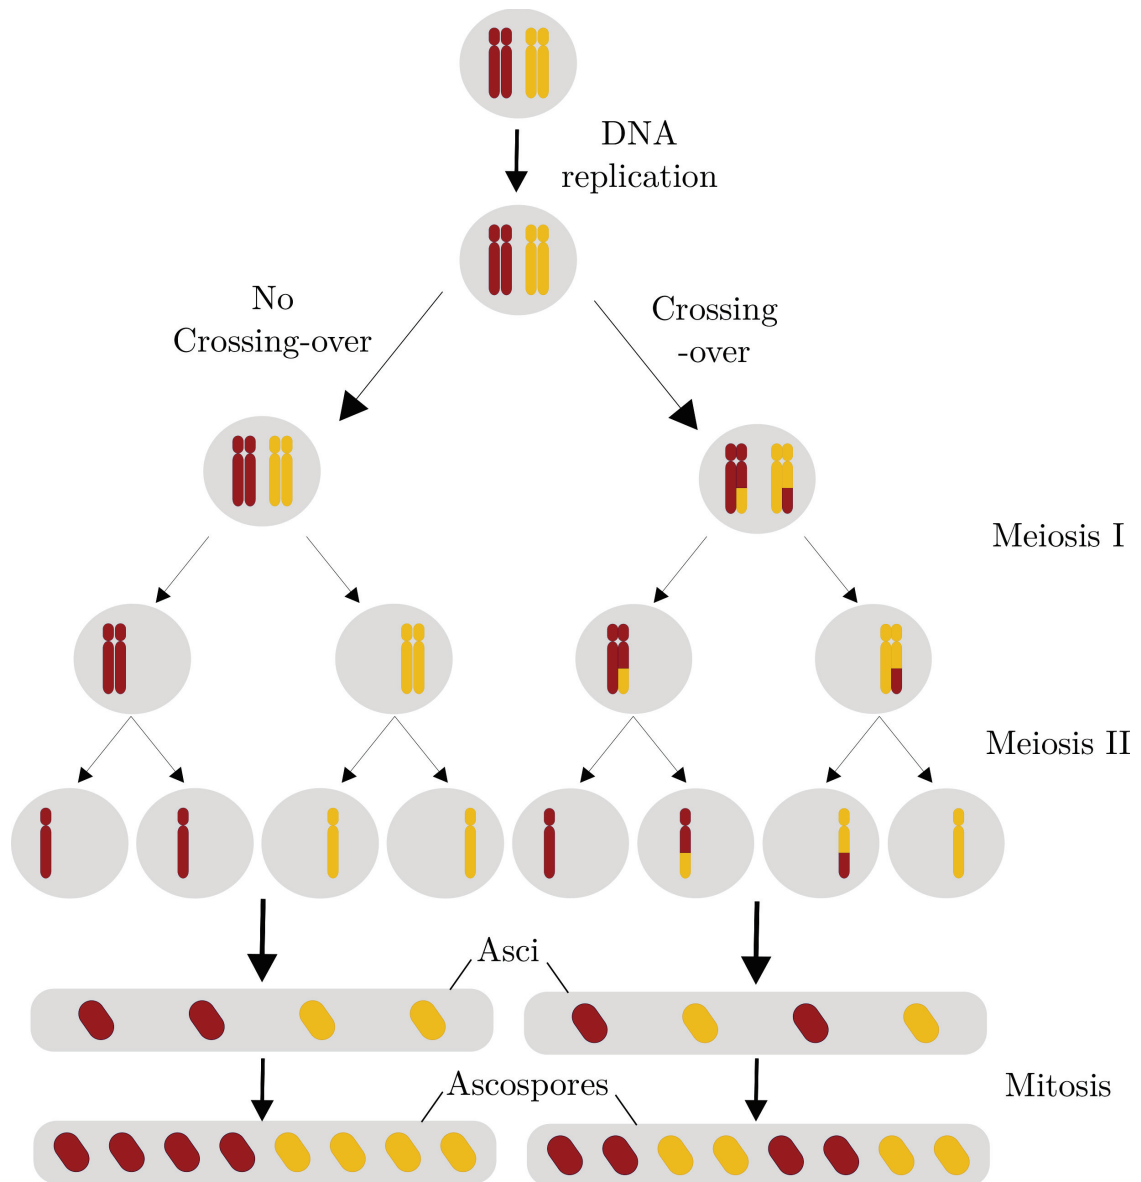 DNA
replication
No
Crossing-over
Crossing
-over
Meiosis I
Meiosis II
Asci
Ascospores
Mitosis